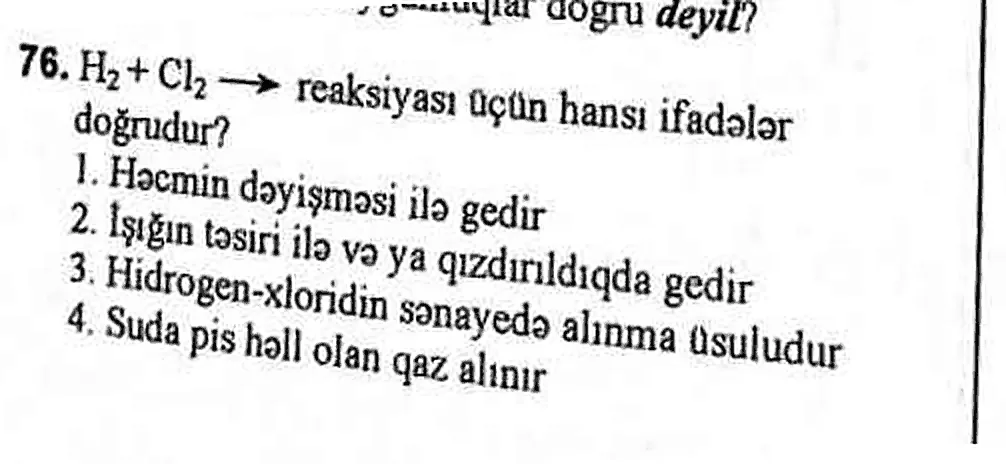 doğru deyil?
76. H₂ + Cl₂ ⟶ reaksiyası üçün hansı ifadələr
doğrudur?
1. Həcmin dəyişməsi ilə gedir
2. İşığın təsiri ilə və ya qızdırıldıqda gedir
3. Hidrogen-xloridin sənayedə alınma üsuludur
4. Suda pis həll olan qaz alınır